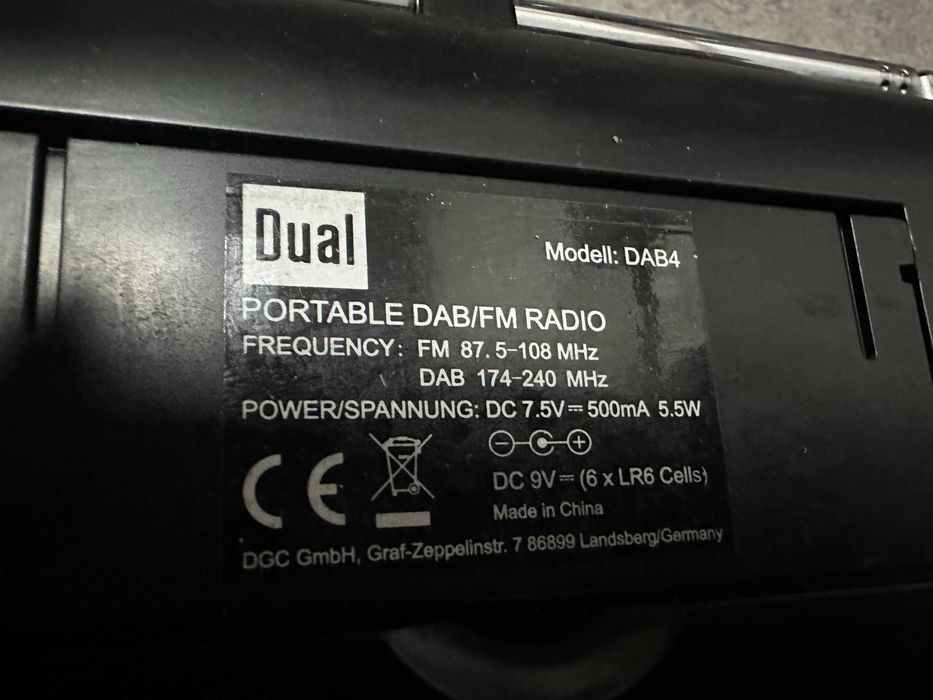 Dual
Modell: DAB4
PORTABLE DAB/FM RADIO
FREQUENCY: FM 87.5-108 MHz
DAB 174-240 MHz
POWER/SPANNUNG: DC 7.5V⎓500mA 5.5W
DC 9V⎓(6 x LR6 Cells)
CE
Made in China
DGC GmbH, Graf-Zeppelinstr. 7 86899 Landsberg/Germany